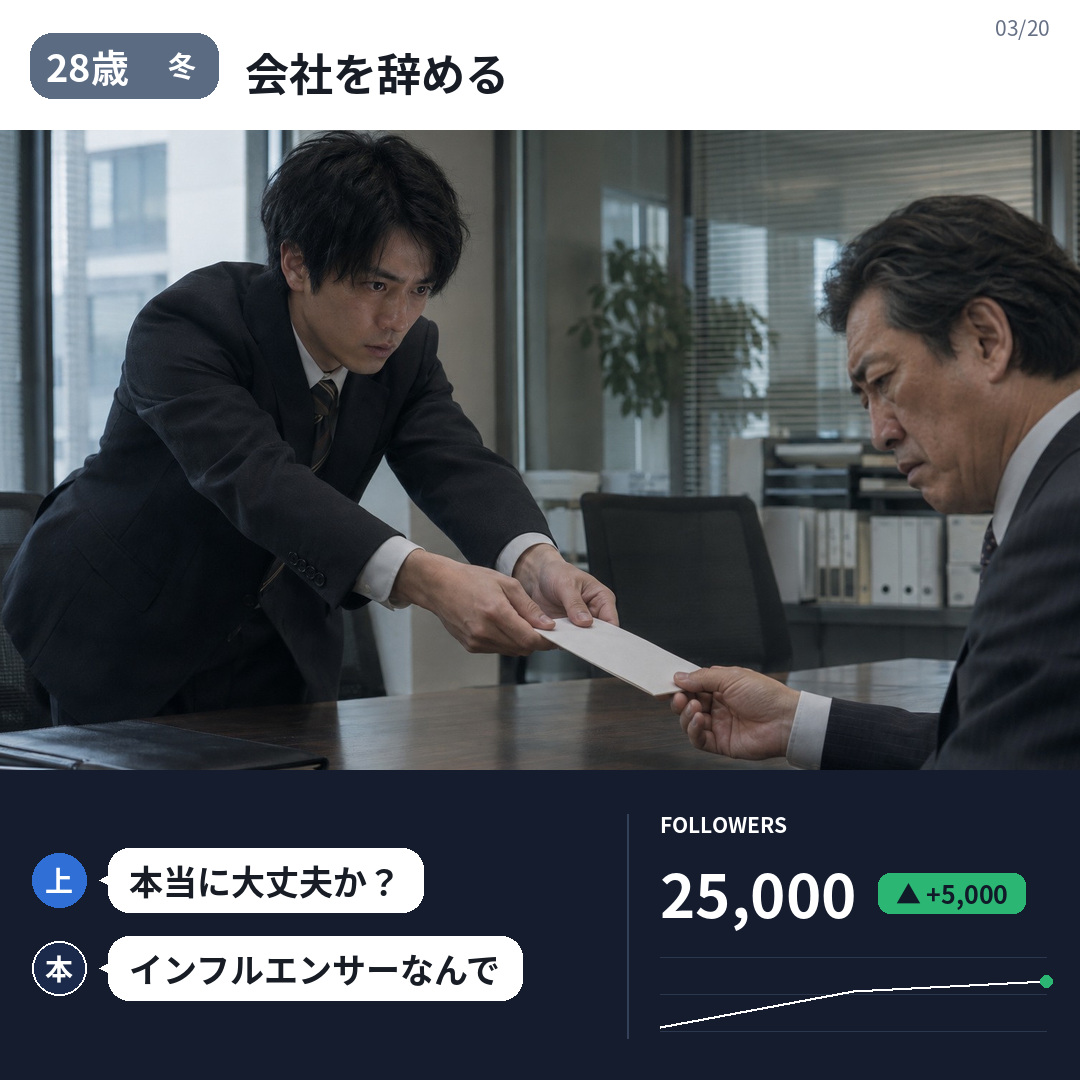 03/20
28歳 冬 会社を辞める
上 本当に大丈夫か？
本 インフルエンサーなんで
FOLLOWERS
25,000 ▲ +5,000